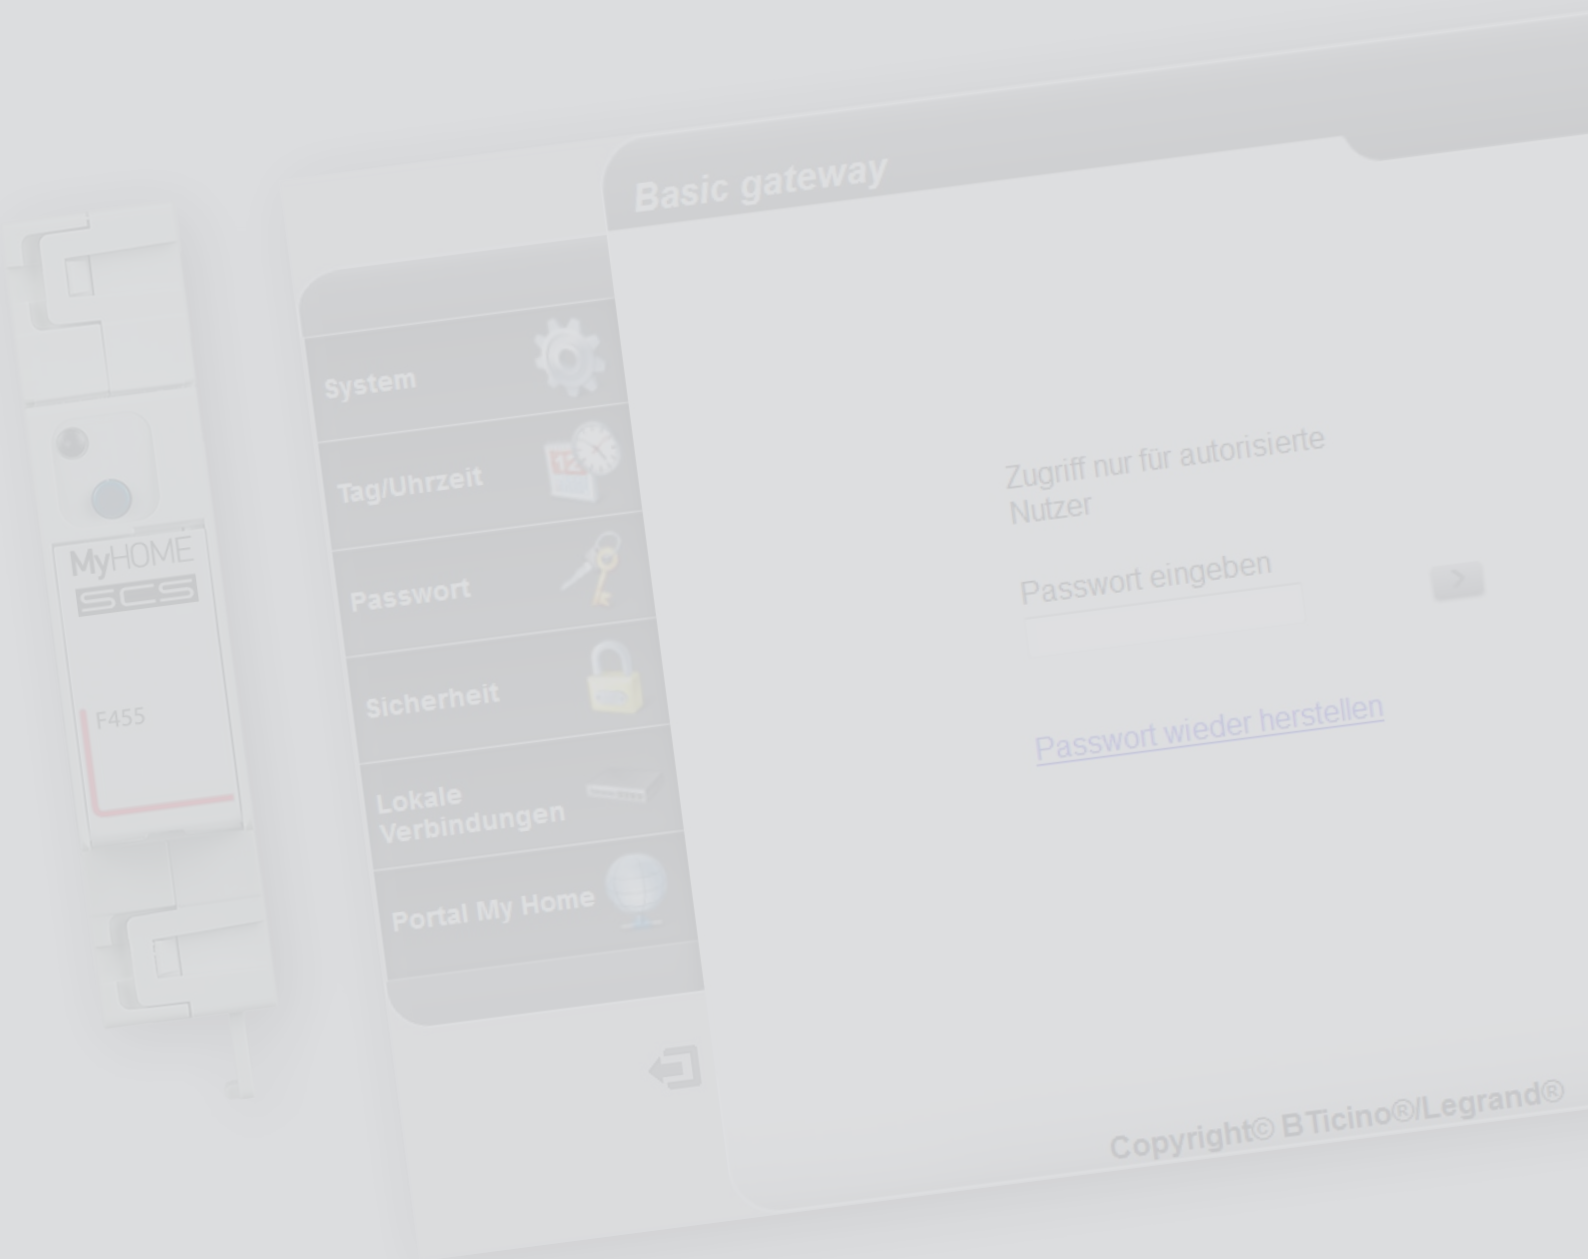 Basic gateway
System
Tag/Uhrzeit
Passwort
Sicherheit
Lokale
Verbindungen
Portal My Home
Zugriff nur für autorisierte
Nutzer
Passwort eingeben
Passwort wieder herstellen
Copyright© BTicino®/Legrand®
MyHOME
SCS
F455
12